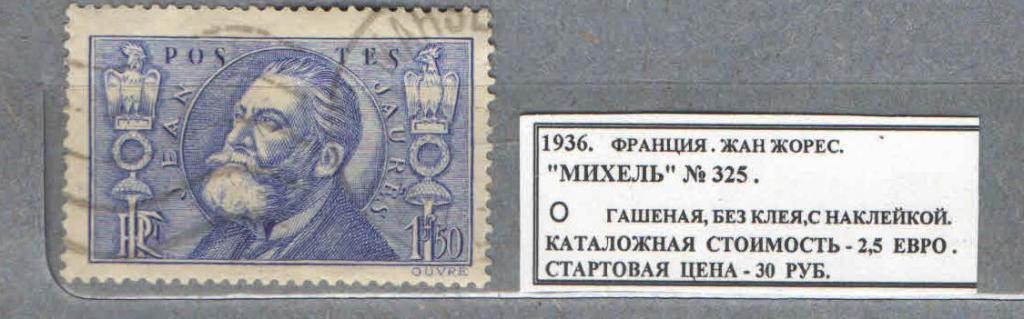 POSTES
JEAN JAURÈS
RF
1F50
OUVRÉ
1936. ФРАНЦИЯ. ЖАН ЖОРЕС.
"МИХЕЛЬ" № 325.
О ГАШЕНАЯ, БЕЗ КЛЕЯ,С НАКЛЕЙКОЙ.
КАТАЛОЖНАЯ СТОИМОСТЬ - 2,5 ЕВРО.
СТАРТОВАЯ ЦЕНА - 30 РУБ.